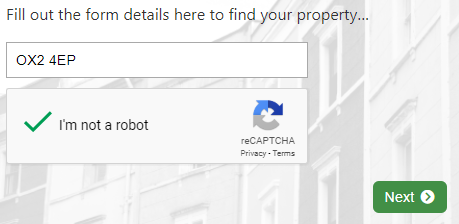 Fill out the form details here to find your property...
OX2 4EP
I'm not a robot
reCAPTCHA
Privacy - Terms
Next